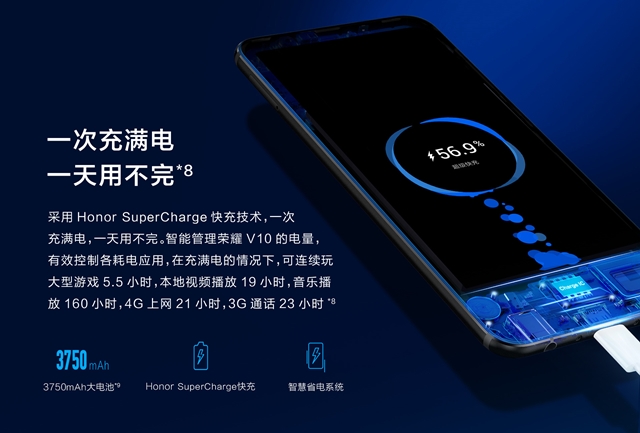 一次充满电
一天用不完*8
采用 Honor SuperCharge 快充技术，一次
充满电，一天用不完。智能管理荣耀 V10 的电量，
有效控制各耗电应用，在充满电的情况下，可连续玩
大型游戏 5.5 小时，本地视频播放 19 小时，音乐播
放 160 小时，4G 上网 21 小时，3G 通话 23 小时 *8
56.9%
超级快充
Charge IC
3750mAh
3750mAh大电池*9
Honor SuperCharge快充
智慧省电系统